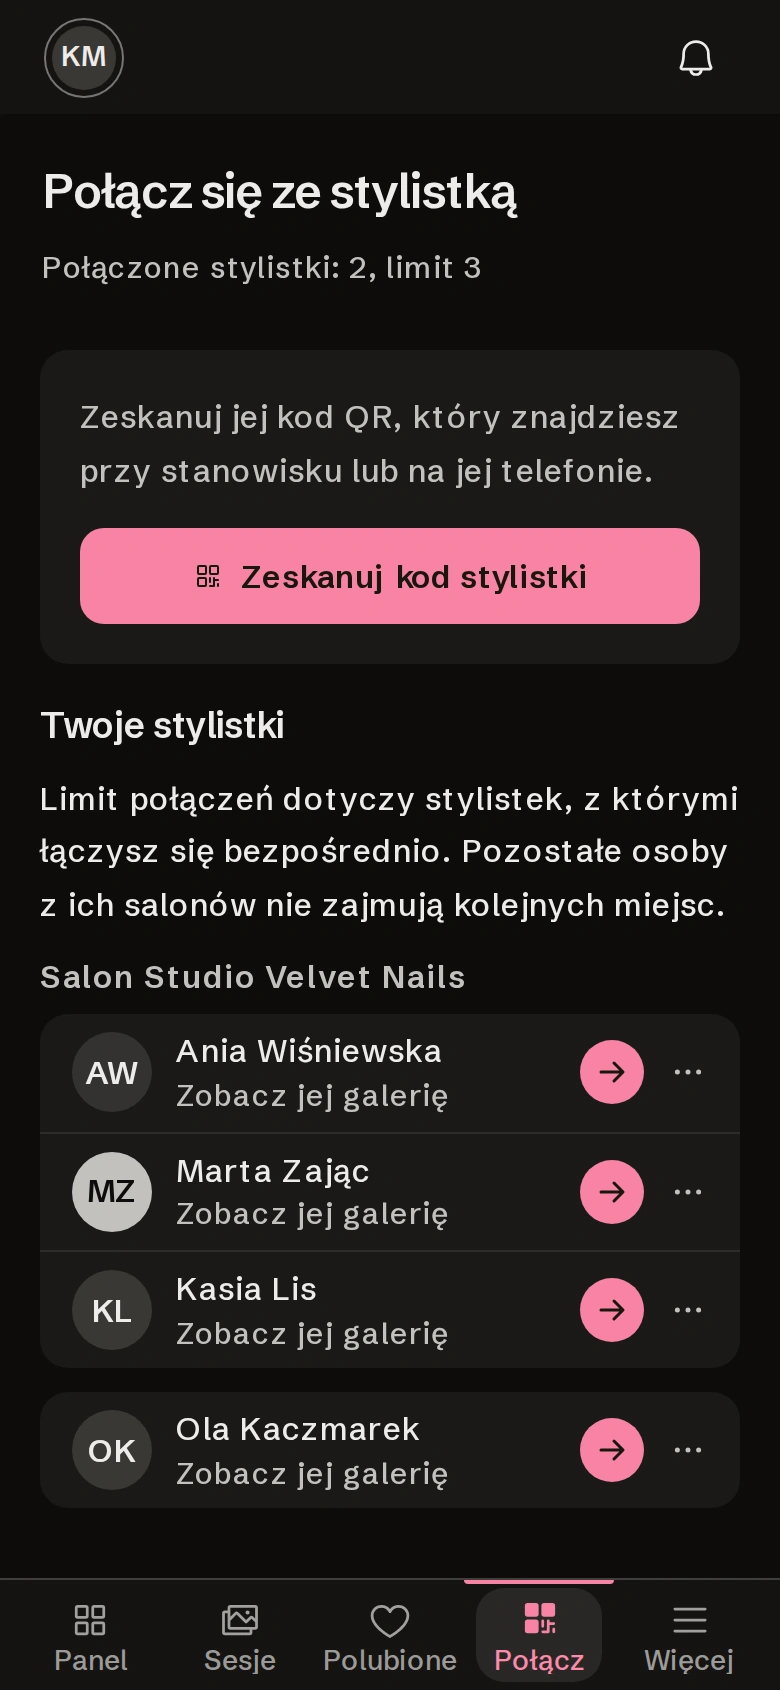 KM
Połącz się ze stylistką
Połączone stylistki: 2, limit 3
Zeskanuj jej kod QR, który znajdziesz
przy stanowisku lub na jej telefonie.
Zeskanuj kod stylistki
Twoje stylistki
Limit połączeń dotyczy stylistek, z którymi
łączysz się bezpośrednio. Pozostałe osoby
z ich salonów nie zajmują kolejnych miejsc.
Salon Studio Velvet Nails
AW
Ania Wiśniewska
Zobacz jej galerię
MZ
Marta Zając
Zobacz jej galerię
KL
Kasia Lis
Zobacz jej galerię
OK
Ola Kaczmarek
Zobacz jej galerię
Panel
Sesje
Polubione
Połącz
Więcej